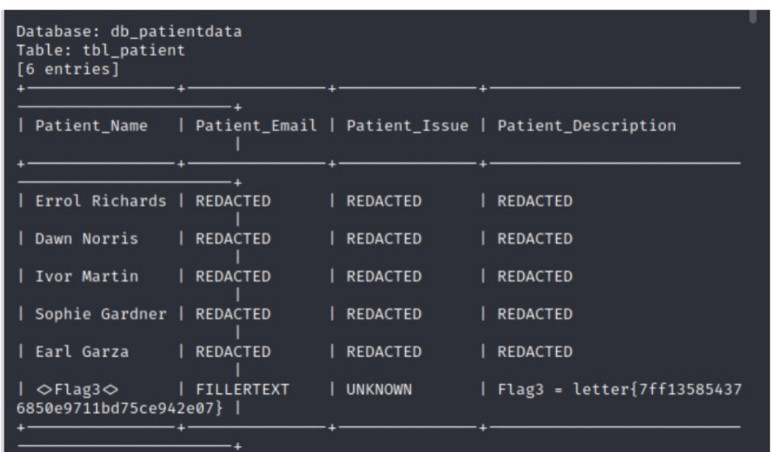 Database: db_patientdata
Table: tbl_patient
[6 entries]
| Patient_Name | Patient_Email | Patient_Issue | Patient_Description
|
| Errol Richards | REDACTED | REDACTED | REDACTED
|
| Dawn Norris | REDACTED | REDACTED | REDACTED
|
| Ivor Martin | REDACTED | REDACTED | REDACTED
|
| Sophie Gardner | REDACTED | REDACTED | REDACTED
|
| Earl Garza | REDACTED | REDACTED | REDACTED
|
| <>Flag3<> | FILLERTEXT | UNKNOWN | Flag3 = letter{7ff13585437
6850e9711bd75ce942e07} |